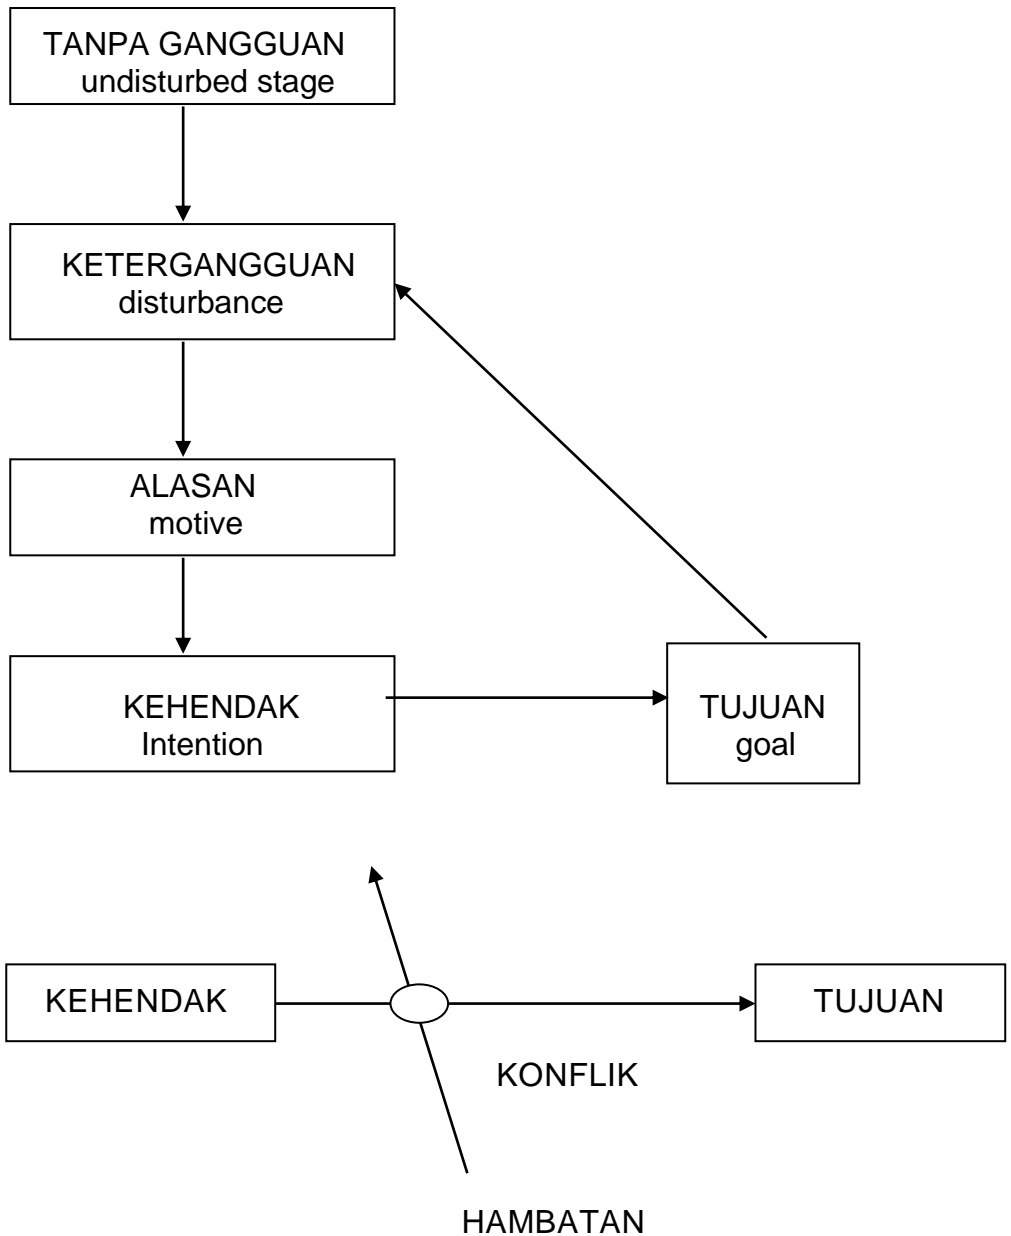 TANPA GANGGUAN
undisturbed stage
KETERGANGGUAN
disturbance
ALASAN
motive
KEHENDAK
Intention
TUJUAN
goal
KEHENDAK
TUJUAN
KONFLIK
HAMBATAN